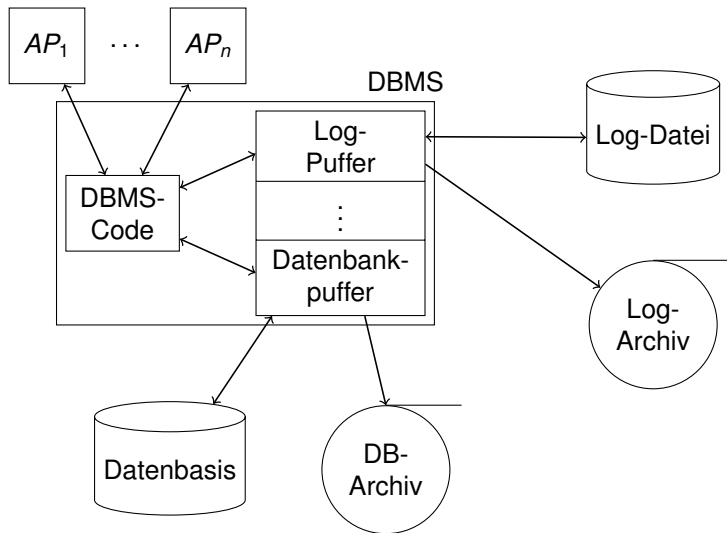 AP₁ ··· APₙ
DBMS
Log-
Puffer
Log-Datei
DBMS-
Code
⋮
Datenbank-
puffer
Log-
Archiv
Datenbasis
DB-
Archiv